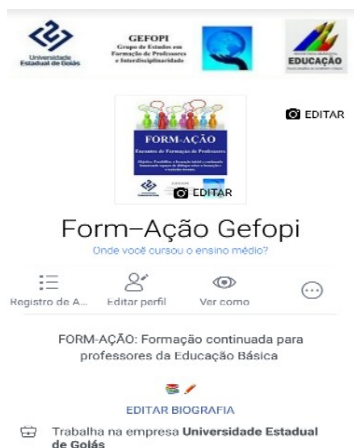 Universidade
Estadual de Goiás
GEFOPI
Grupo de Estudos em
Formação de Professores
e Interdisciplinaridade
EDUCAÇÃO
EDITAR
FORM-AÇÃO
Encontro de Formação de Professores
EDITAR
Form-Ação Gefopi
Onde você cursou o ensino médio?
Registro de A...
Editar perfil
Ver como
FORM-AÇÃO: Formação continuada para
professores da Educação Básica
EDITAR BIOGRAFIA
Trabalha na empresa Universidade Estadual
de Goiás